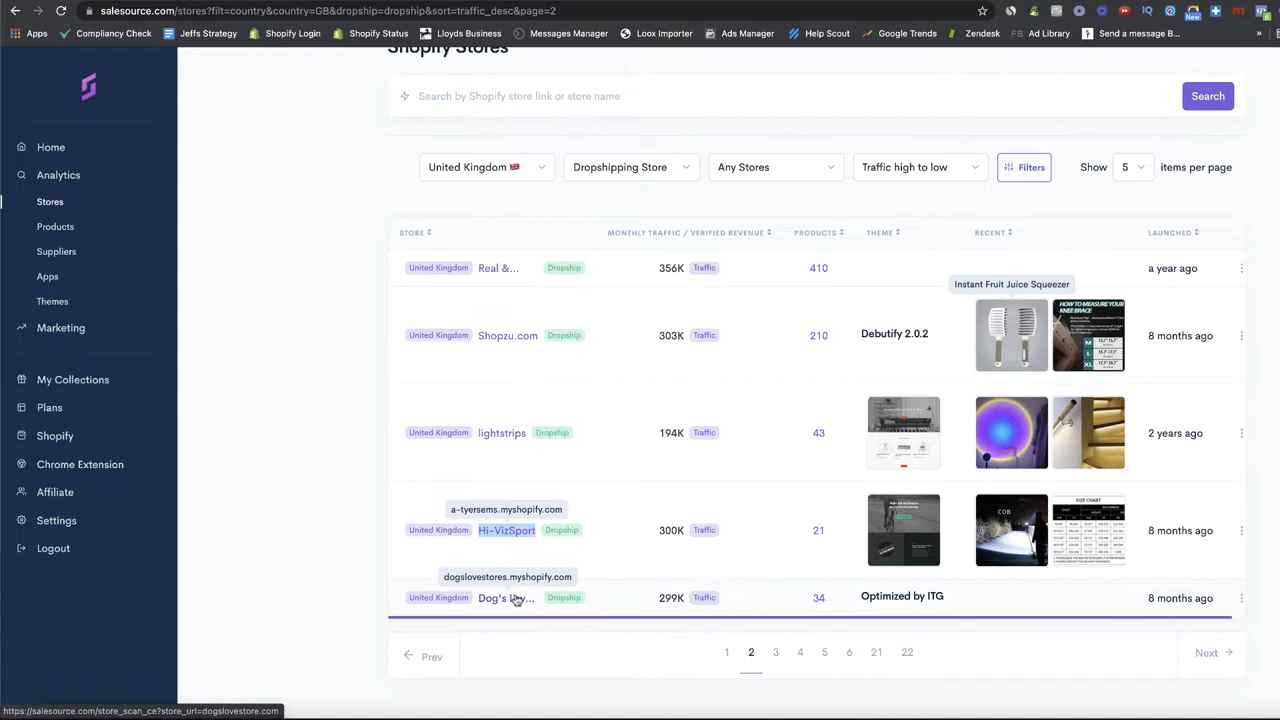 salesource.com/stores?filt=country&country=GB&dropship=dropship&sort=traffic_desc&page=2
Apps Compliancy Check Jeffs Strategy Shopify Login Shopify Status Lloyds Business Messages Manager Loox Importer Ads Manager Help Scout Google Trends Zendesk FB Ad Library Send a message B... »
New
Shopify Stores
Search by Shopify store link or store name Search
Home
Analytics
Stores
Products
Suppliers
Apps
Themes
Marketing
My Collections
Plans
Shopify
Chrome Extension
Affiliate
Settings
Logout
United Kingdom Dropshipping Store Any Stores Traffic high to low Filters Show 5 items per page
STORE MONTHLY TRAFFIC / VERIFIED REVENUE PRODUCTS THEME RECENT LAUNCHED
United Kingdom Real &... Dropship 356K Traffic 410 a year ago
Instant Fruit Juice Squeezer
United Kingdom Shopzu.com Dropship 303K Traffic 210 Debutify 2.0.2 8 months ago
HOW TO MEASURE YOUR
KNEE BRACE
M
L
XL
United Kingdom lightstrips Dropship 194K Traffic 43 2 years ago
a-tyersems.myshopify.com
United Kingdom Hi-VizSport Dropship 300K Traffic 21 8 months ago
COB
SIZE CHART
dogslovestores.myshopify.com
United Kingdom Dog's ... Dropship 299K Traffic 34 Optimized by ITG 8 months ago
← Prev 1 2 3 4 5 6 21 22 Next →
https://salesource.com/store_scan_ce?store_url=dogslovestore.com